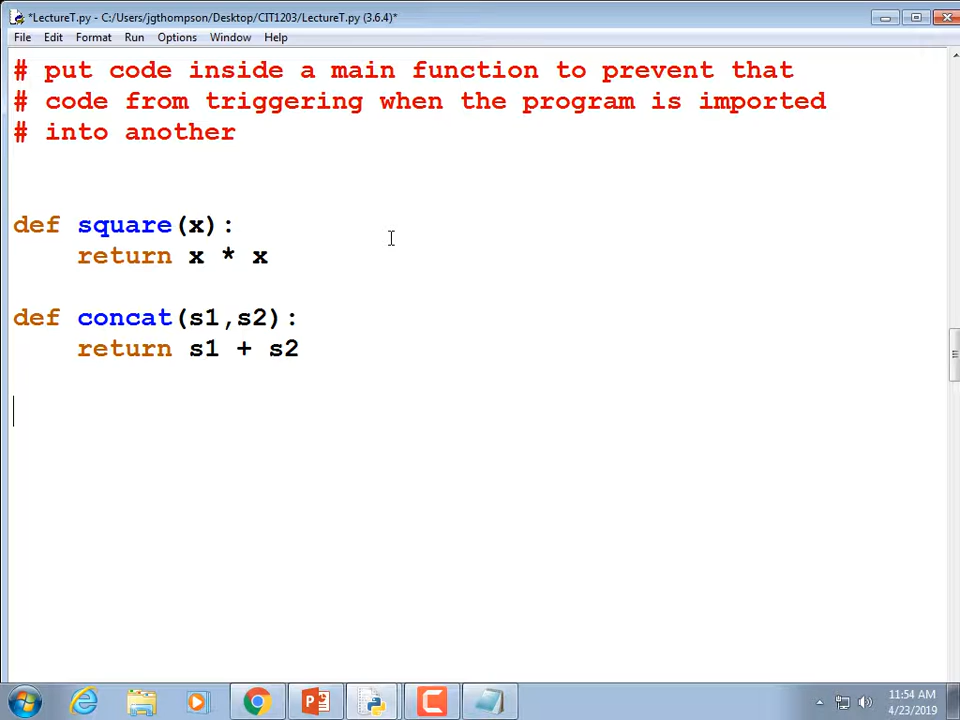 *LectureT.py - C:/Users/jgthompson/Desktop/CIT1203/LectureT.py (3.6.4)*
File Edit Format Run Options Window Help
# put code inside a main function to prevent that
# code from triggering when the program is imported
# into another
def square(x):
    return x * x
def concat(s1,s2):
    return s1 + s2
11:54 AM
4/23/2019